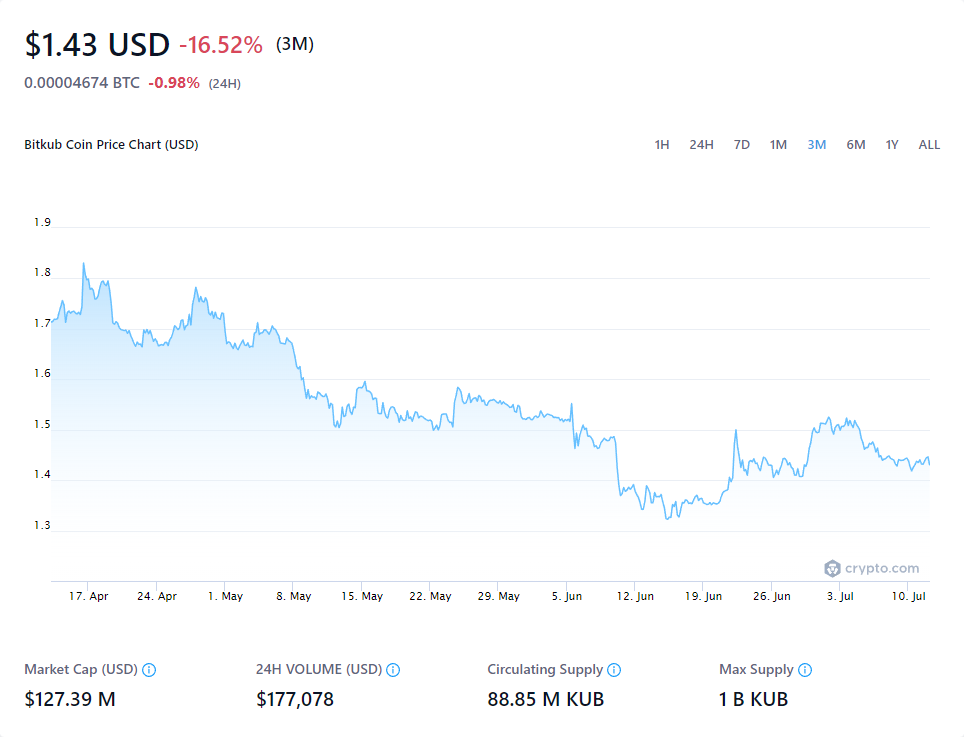 $1.43 USD -16.52% (3M)
0.00004674 BTC -0.98% (24H)
Bitkub Coin Price Chart (USD)
1H 24H 7D 1M 3M 6M 1Y ALL
1.9
1.8
1.7
1.6
1.5
1.4
1.3
crypto.com
17. Apr 24. Apr 1. May 8. May 15. May 22. May 29. May 5. Jun 12. Jun 19. Jun 26. Jun 3. Jul 10. Jul
Market Cap (USD) 24H VOLUME (USD) Circulating Supply Max Supply
$127.39 M $177,078 88.85 M KUB 1 B KUB